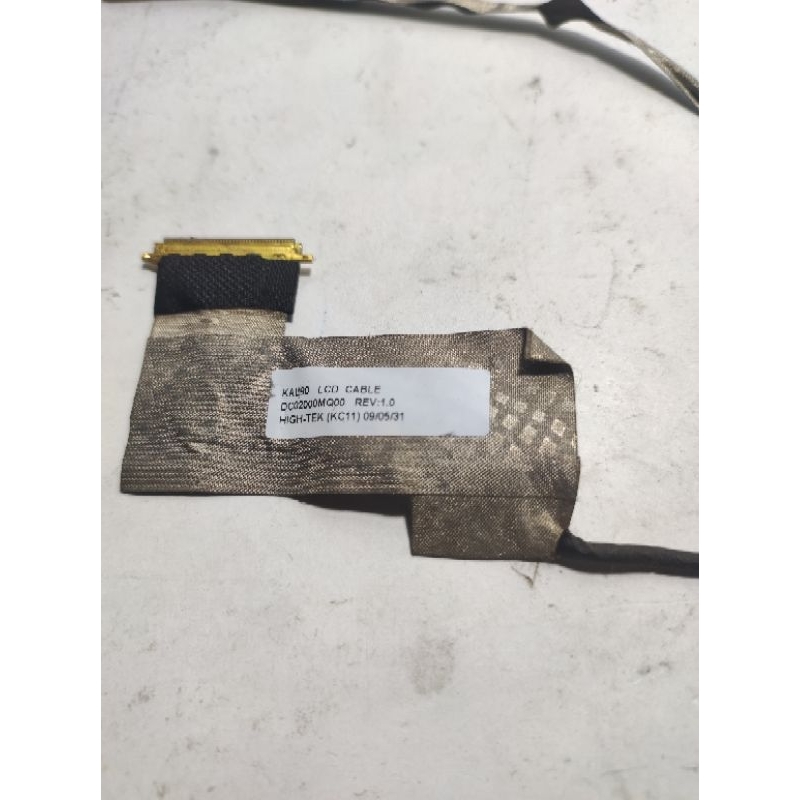 KAL90 LCD CABLE
DC02000MQ00 REV:1.0
HIGH-TEK (KC11) 09/05/31